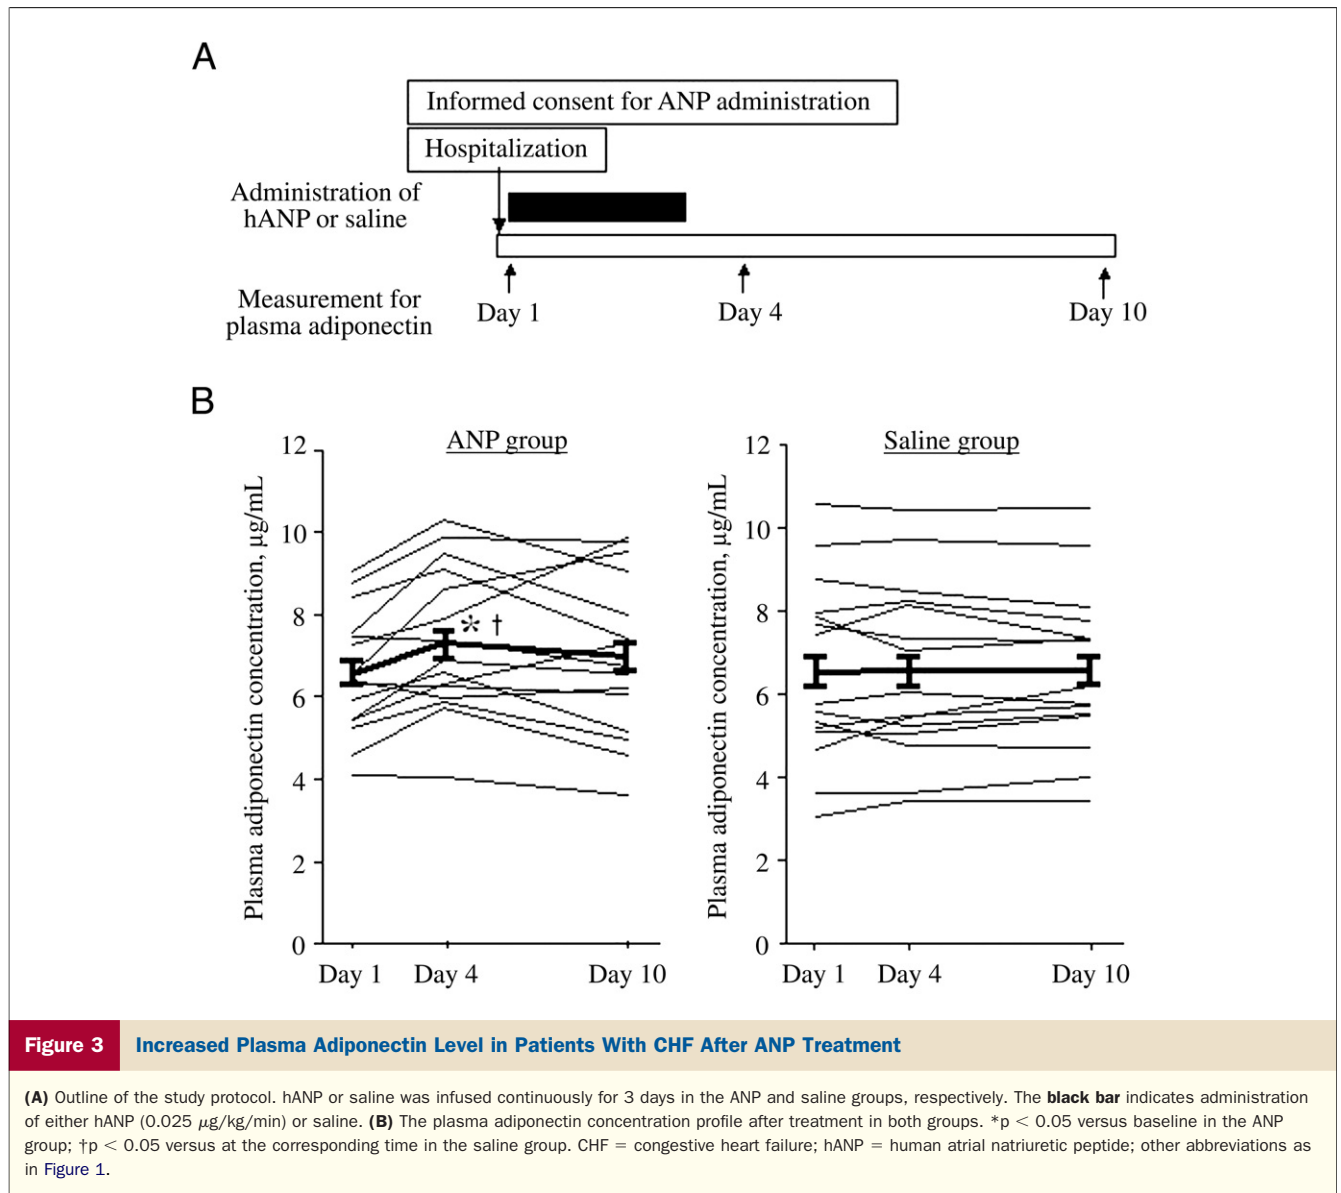 A
Informed consent for ANP administration
Hospitalization
Administration of
hANP or saline
Measurement for
plasma adiponectin
Day 1
Day 4
Day 10
B
ANP group
Plasma adiponectin concentration, µg/mL
12
10
8
6
4
2
0
* †
Day 1
Day 4
Day 10
Saline group
Plasma adiponectin concentration, µg/mL
12
10
8
6
4
2
0
Day 1
Day 4
Day 10
Figure 3 Increased Plasma Adiponectin Level in Patients With CHF After ANP Treatment
(A) Outline of the study protocol. hANP or saline was infused continuously for 3 days in the ANP and saline groups, respectively. The black bar indicates administration
of either hANP (0.025 µg/kg/min) or saline. (B) The plasma adiponectin concentration profile after treatment in both groups. *p < 0.05 versus baseline in the ANP
group; †p < 0.05 versus at the corresponding time in the saline group. CHF = congestive heart failure; hANP = human atrial natriuretic peptide; other abbreviations as
in Figure 1.